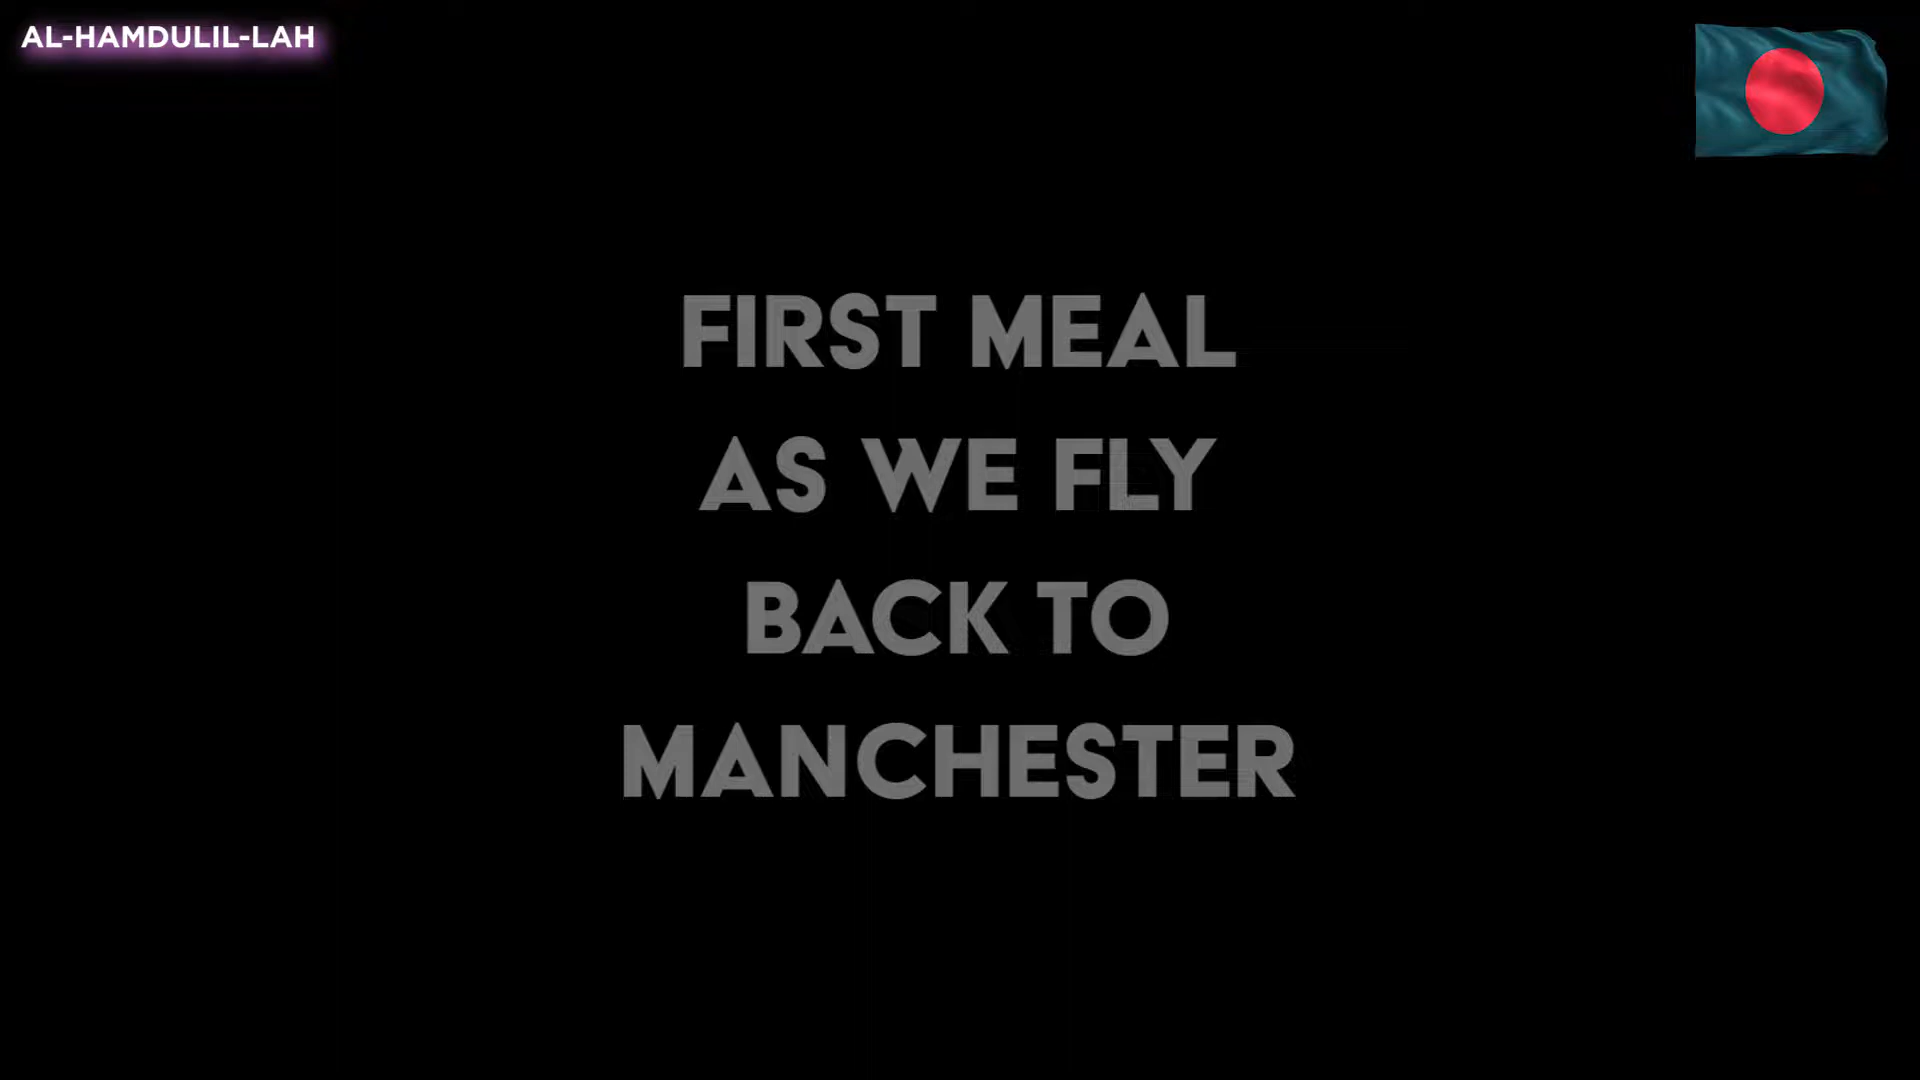 AL-HAMDULIL-LAH
FIRST MEAL
AS WE FLY
BACK TO
MANCHESTER